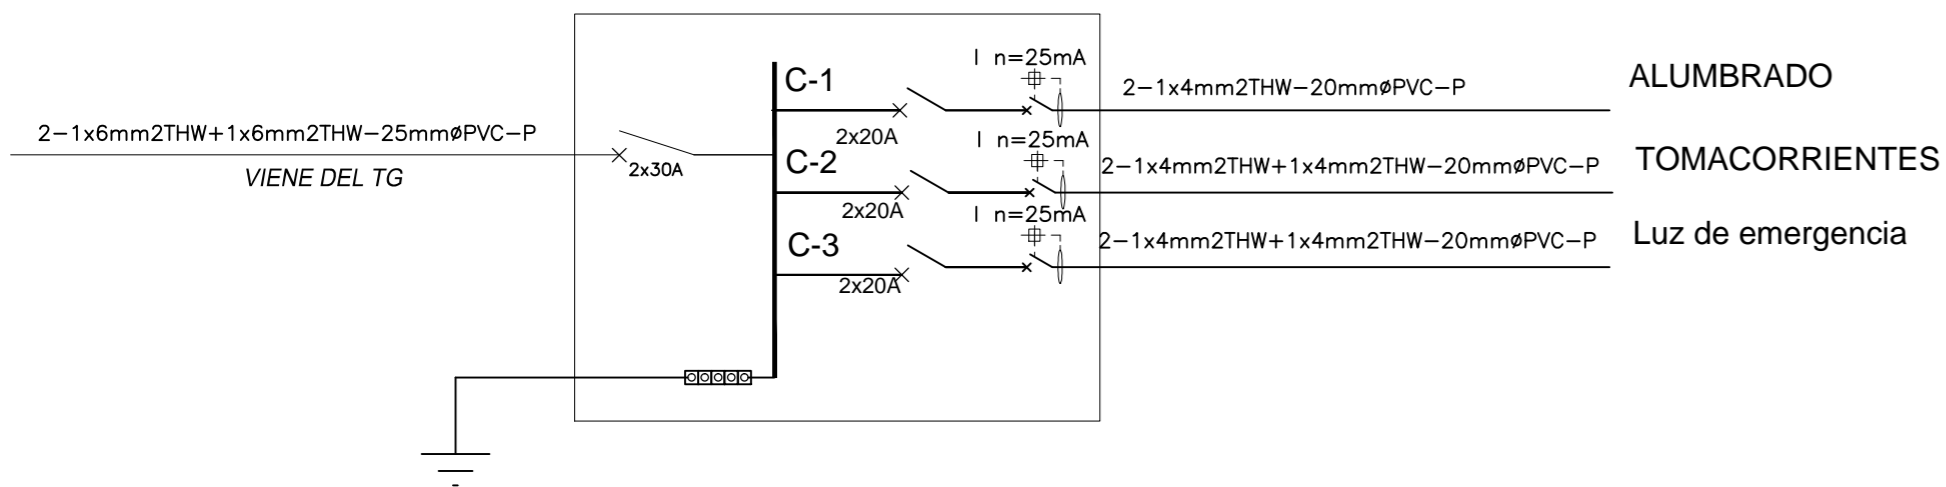 2-1x6mm2THW+1x6mm2THW-25mmøPVC-P
VIENE DEL TG
2x30A
C-1
2x20A
I n=25mA
2-1x4mm2THW-20mmøPVC-P
ALUMBRADO
C-2
2x20A
I n=25mA
2-1x4mm2THW+1x4mm2THW-20mmøPVC-P
TOMACORRIENTES
C-3
2x20A
I n=25mA
2-1x4mm2THW+1x4mm2THW-20mmøPVC-P
Luz de emergencia